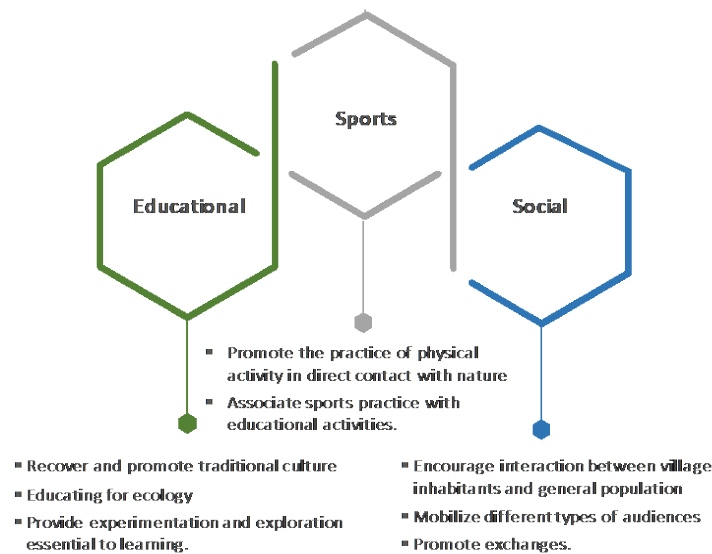 Sports
Educational
Social
▪ Promote the practice of physical
activity in direct contact with nature
▪ Associate sports practice with
educational activities.
▪ Recover and promote traditional culture
▪ Educating for ecology
▪ Provide experimentation and exploration
essential to learning.
▪ Encourage interaction between village
inhabitants and general population
▪ Mobilize different types of audiences
▪ Promote exchanges.